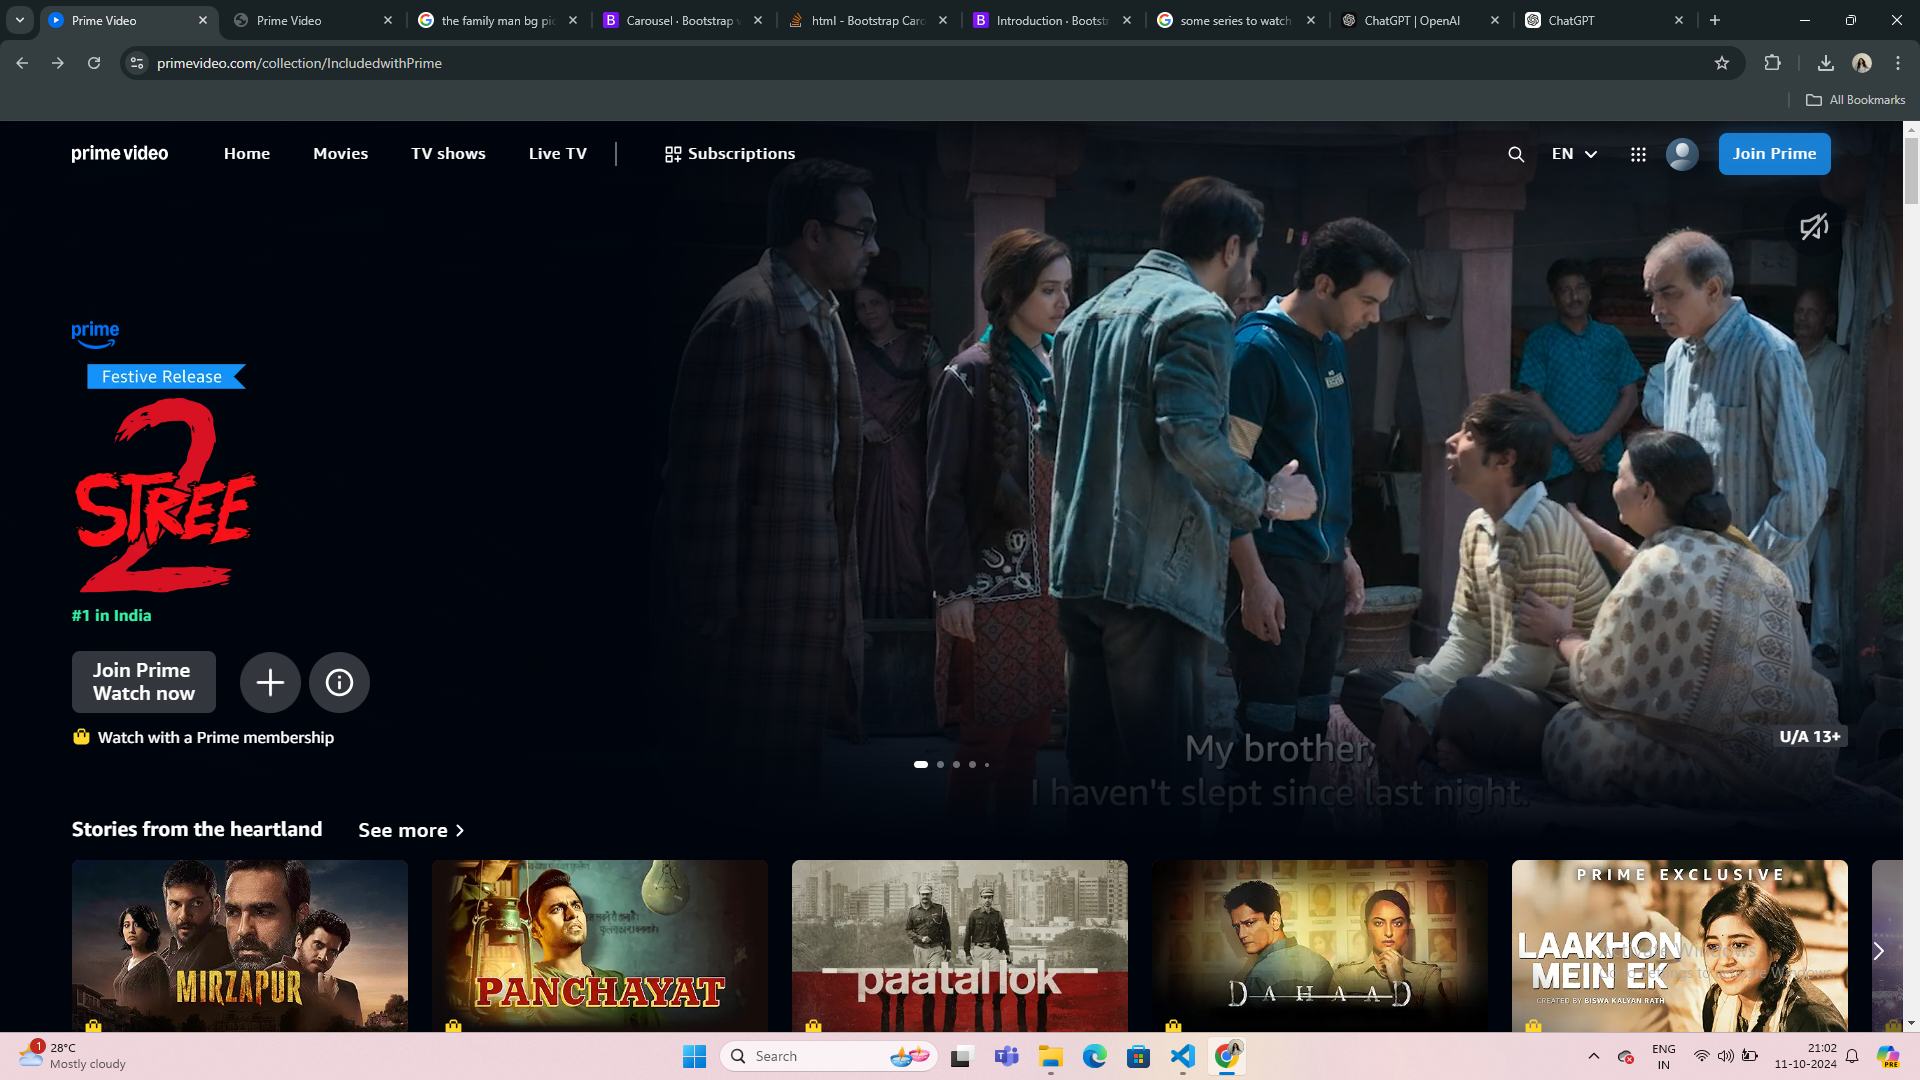 Prime Video
Prime Video
the family man bg pic
Carousel · Bootstrap v
html - Bootstrap Caro
Introduction · Bootstr
some series to watch
ChatGPT | OpenAI
ChatGPT
primevideo.com/collection/IncludedwithPrime
All Bookmarks
prime video
Home
Movies
TV shows
Live TV
Subscriptions
EN
Join Prime
prime
Festive Release
STREE
2
#1 in India
Join Prime
Watch now
Watch with a Prime membership
U/A 13+
My brother,
I haven't slept since last night.
Stories from the heartland
See more
MIRZAPUR
PANCHAYAT
paatal lok
DAHAAD
PRIME EXCLUSIVE
LAAKHON
MEIN EK
CREATED BY BISWA KALYAN RATH
1
28°C
Mostly cloudy
Search
PRE
ENG
IN
21:02
11-10-2024